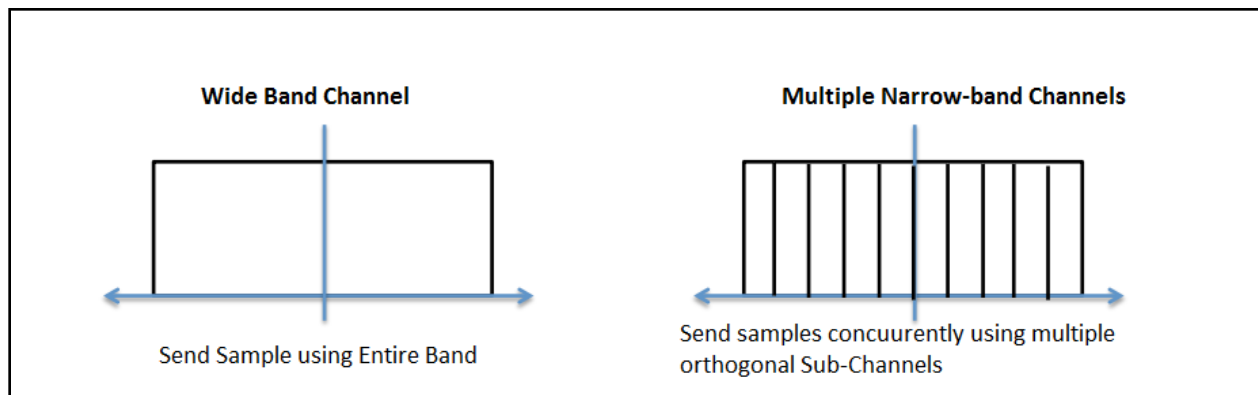 Wide Band Channel
Multiple Narrow-band Channels
Send Sample using Entire Band
Send samples concuurently using multiple
orthogonal Sub-Channels